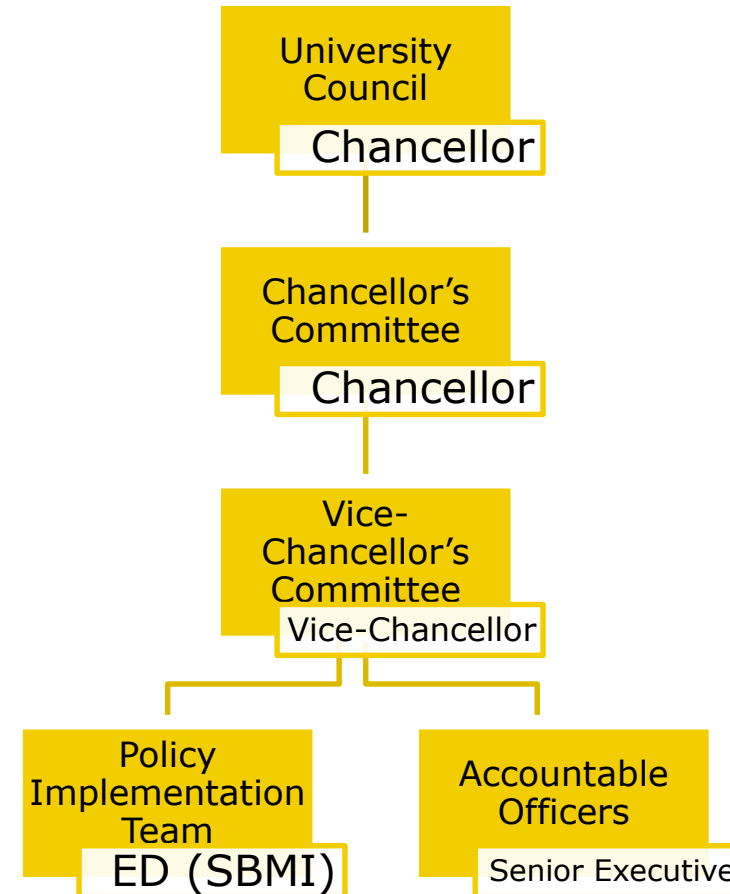 University
Council
Chancellor
Chancellor’s
Committee
Chancellor
Vice-
Chancellor’s
Committee
Vice-Chancellor
Policy
Implementation
Team
ED (SBMI)
Accountable
Officers
Senior Executive